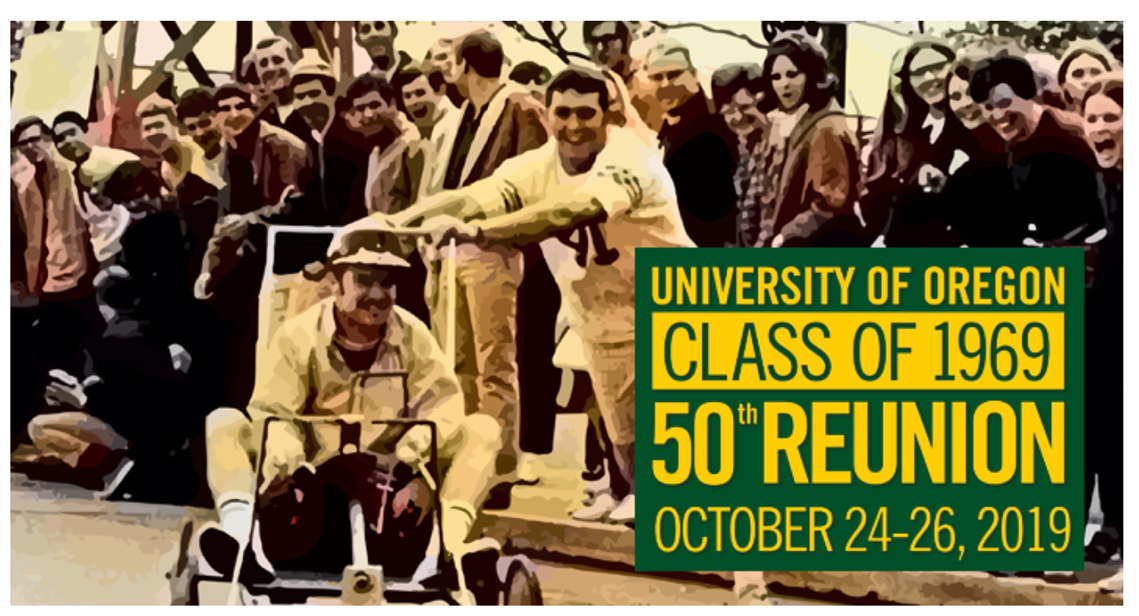 UNIVERSITY OF OREGON
CLASS OF 1969
50th REUNION
OCTOBER 24-26, 2019